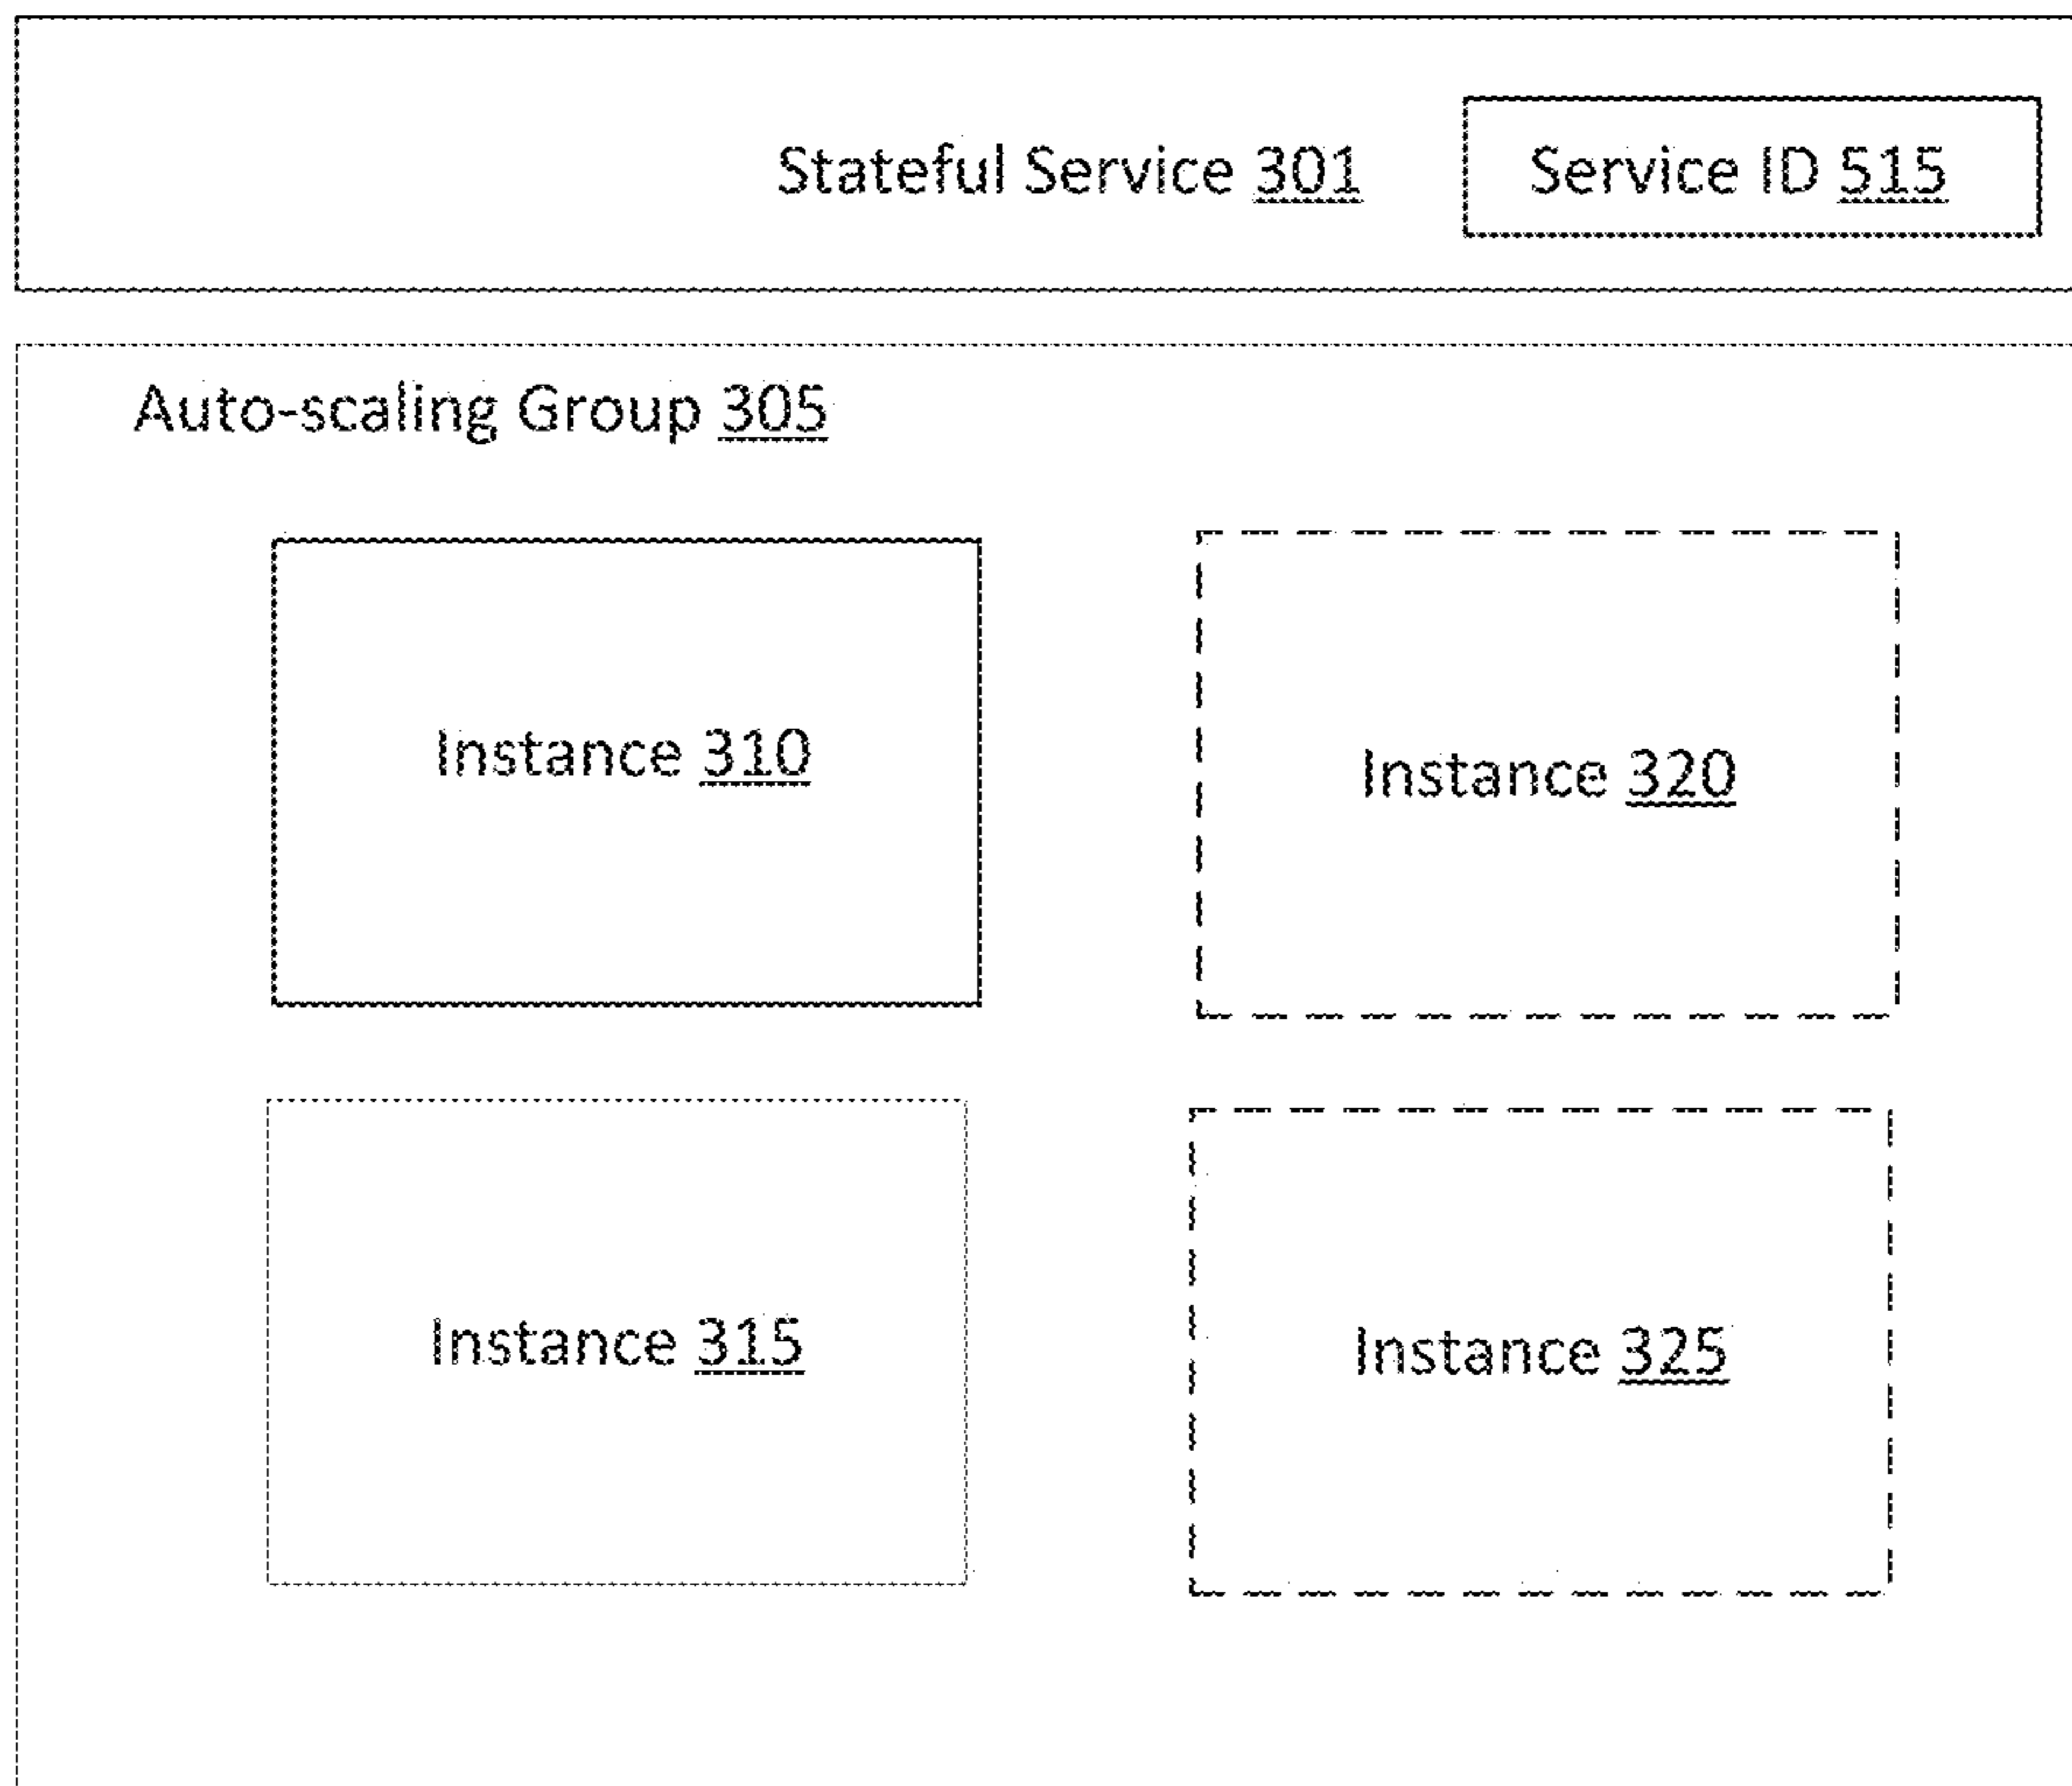 Stateful Service 301
Service ID 515
Auto-scaling Group 305
Instance 310
Instance 320
Instance 315
Instance 325